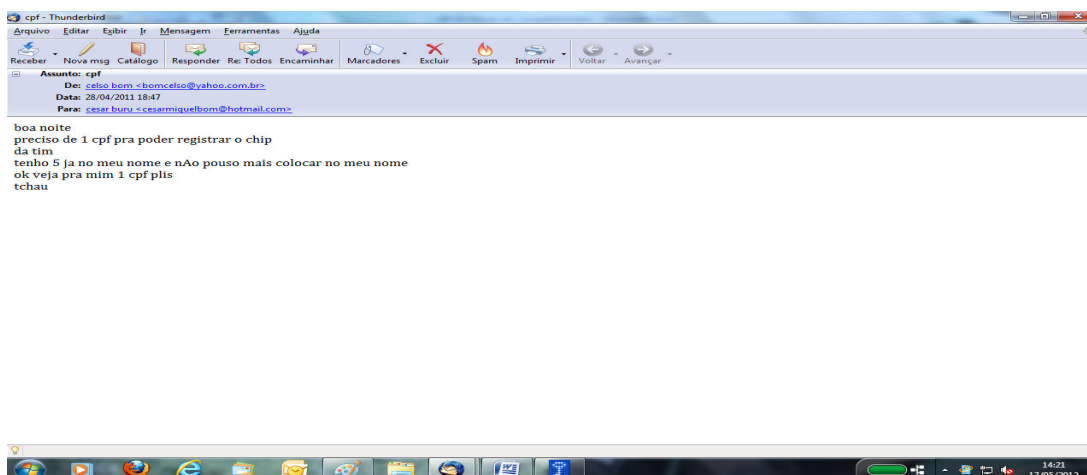 cpf - Thunderbird
Arquivo Editar Exibir Ir Mensagem Ferramentas Ajuda
Receber Nova msg Catálogo Responder Re: Todos Encaminhar Marcadores Excluir Spam Imprimir Voltar Avançar
Assunto: cpf
De: celso bom <bomcelso@yahoo.com.br>
Data: 28/04/2011 18:47
Para: cesar buru <cesarmiguelbom@hotmail.com>
boa noite
preciso de 1 cpf pra poder registrar o chip
da tim
tenho 5 ja no meu nome e nAo pouso mais colocar no meu nome
ok veja pra mim 1 cpf plis
tchau
14:21
17/05/2012